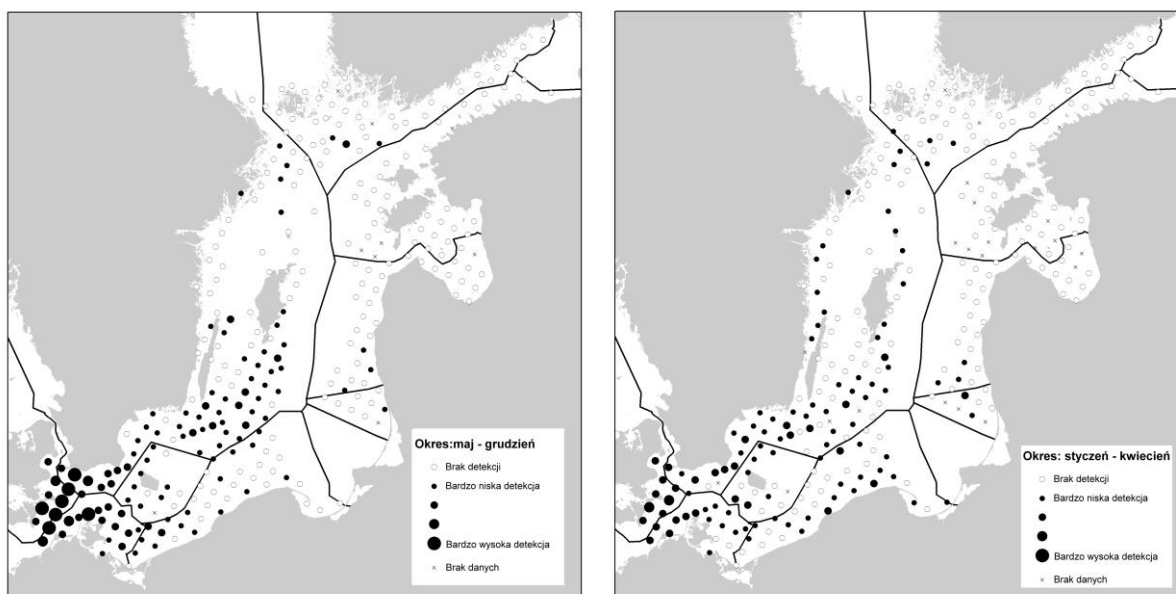 Okres:maj - grudzień
Brak detekcji
Bardzo niska detekcja
Bardzo wysoka detekcja
Brak danych
Okres: styczeń - kwiecień
Brak detekcji
Bardzo niska detekcja
Bardzo wysoka detekcja
Brak danych